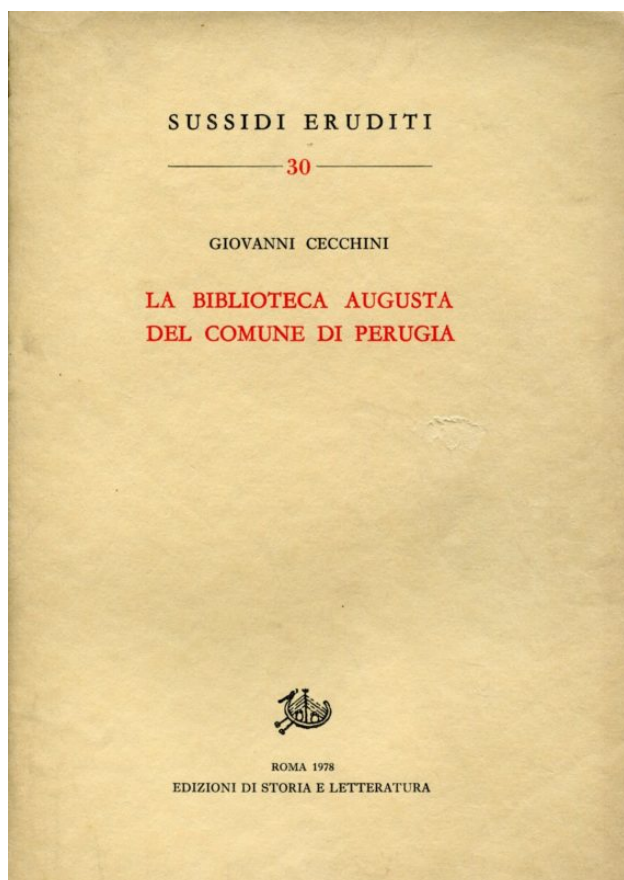 SUSSIDI ERUDITI
30
GIOVANNI CECCHINI
LA BIBLIOTECA AUGUSTA
DEL COMUNE DI PERUGIA
ROMA 1978
EDIZIONI DI STORIA E LETTERATURA